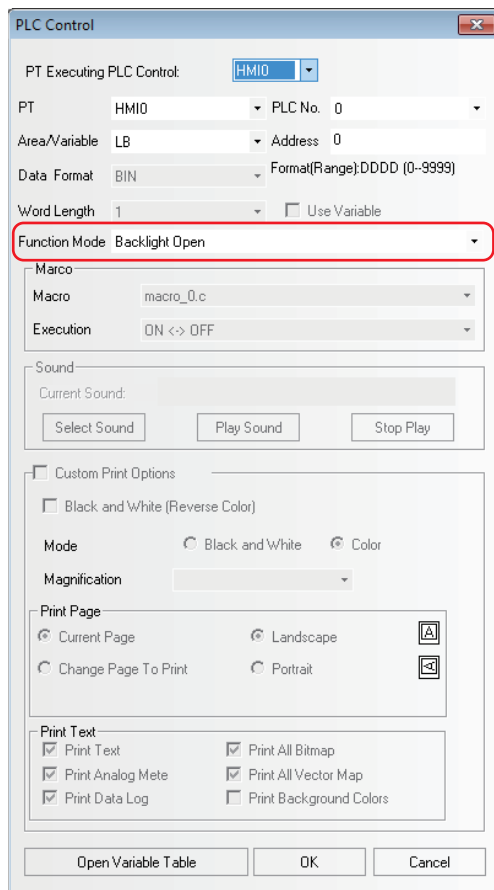 PLC Control
PT Executing PLC Control: HMI0
PT HMI0 PLC No. 0
Area/Variable LB Address 0
Data Format BIN Format(Range):DDDD (0--9999)
Word Length 1 Use Variable
Function Mode Backlight Open
Marco
Macro macro_0.c
Execution ON <-> OFF
Sound
Current Sound:
Select Sound Play Sound Stop Play
Custom Print Options
Black and White (Reverse Color)
Mode Black and White Color
Magnification
Print Page
Current Page Landscape A
Change Page To Print Portrait A
Print Text
Print Text Print All Bitmap
Print Analog Mete Print All Vector Map
Print Data Log Print Background Colors
Open Variable Table OK Cancel